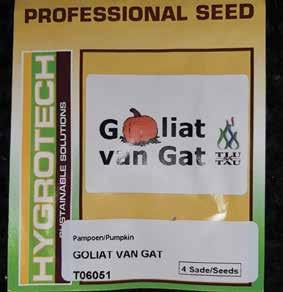 PROFESSIONAL SEED
HYGROTECH
SUSTAINABLE SOLUTIONS
Goliat
van Gat
TLU
TAU
Pampoen/Pumpkin
GOLIAT VAN GAT
T06051
4 Sade/Seeds